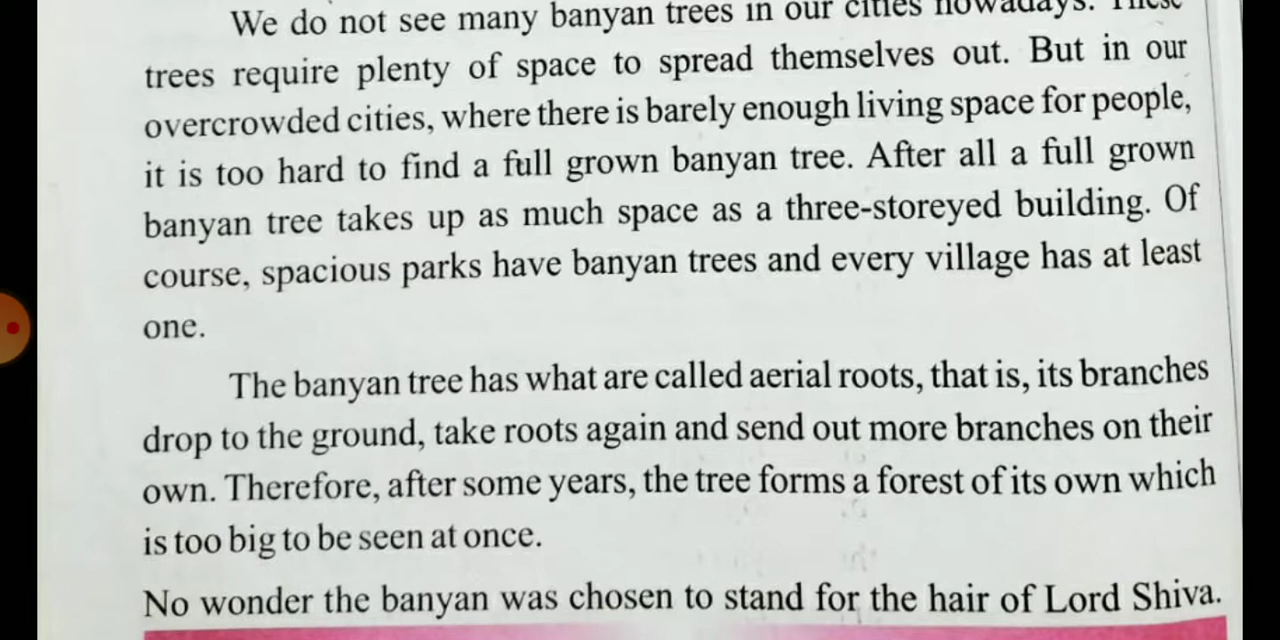 We do not see many banyan trees in our cities nowadays. These
trees require plenty of space to spread themselves out. But in our
overcrowded cities, where there is barely enough living space for people,
it is too hard to find a full grown banyan tree. After all a full grown
banyan tree takes up as much space as a three-storeyed building. Of
course, spacious parks have banyan trees and every village has at least
one.
The banyan tree has what are called aerial roots, that is, its branches
drop to the ground, take roots again and send out more branches on their
own. Therefore, after some years, the tree forms a forest of its own which
is too big to be seen at once.
No wonder the banyan was chosen to stand for the hair of Lord Shiva.